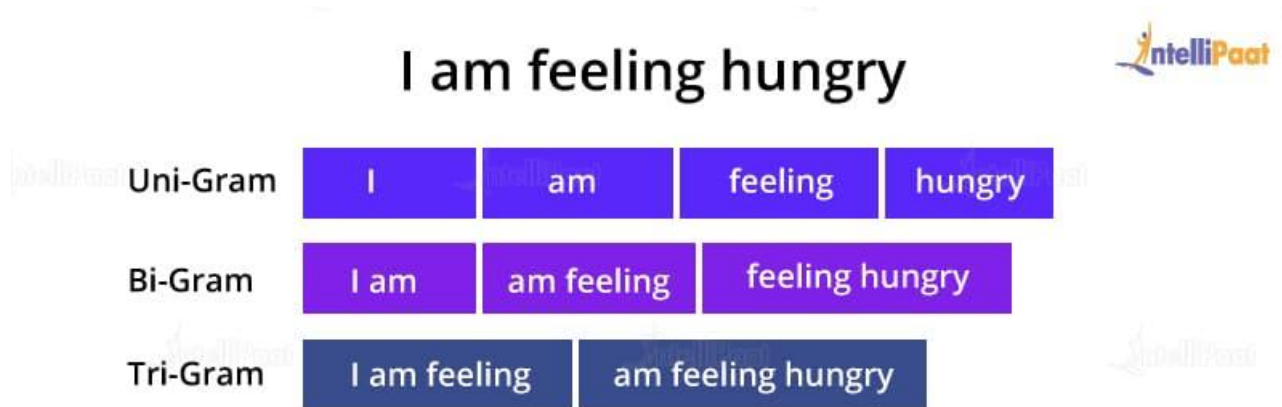 I am feeling hungry
IntelliPaat
Uni-Gram I am feeling hungry
Bi-Gram I am am feeling feeling hungry
Tri-Gram I am feeling am feeling hungry